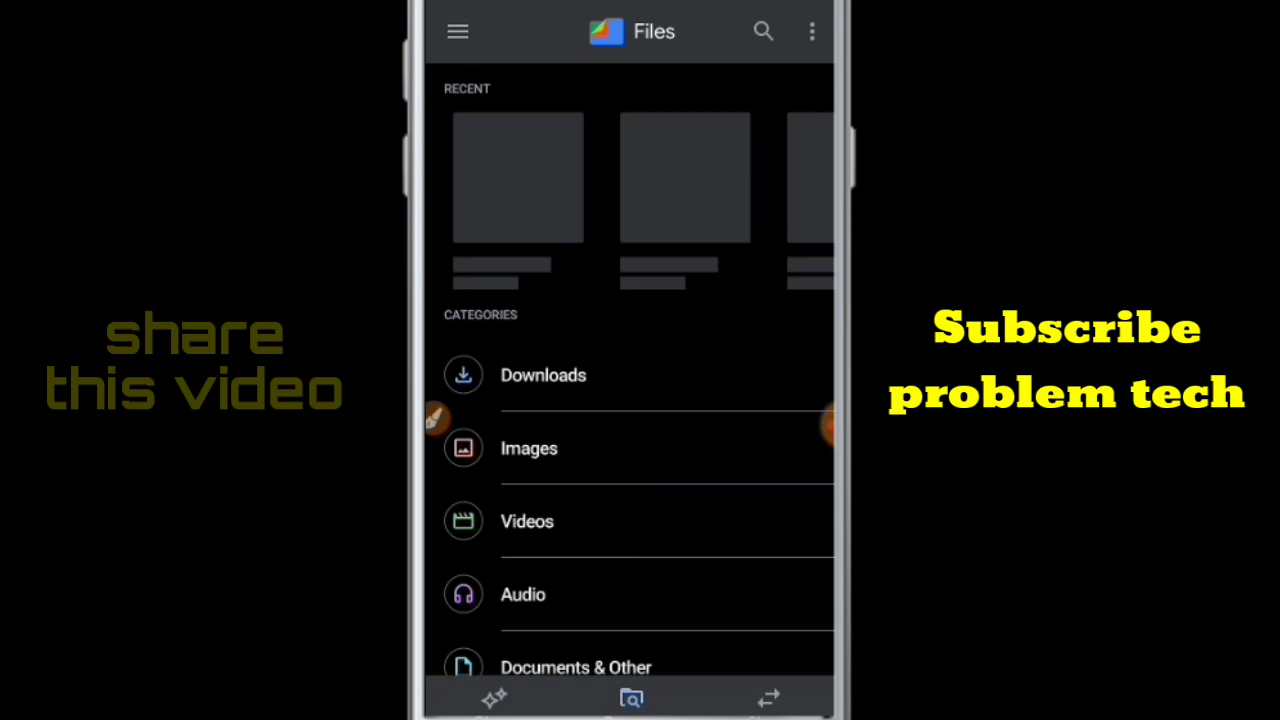 Files
RECENT
CATEGORIES
Downloads
Images
Videos
Audio
Documents & Other
share
this video
Subscribe
problem tech